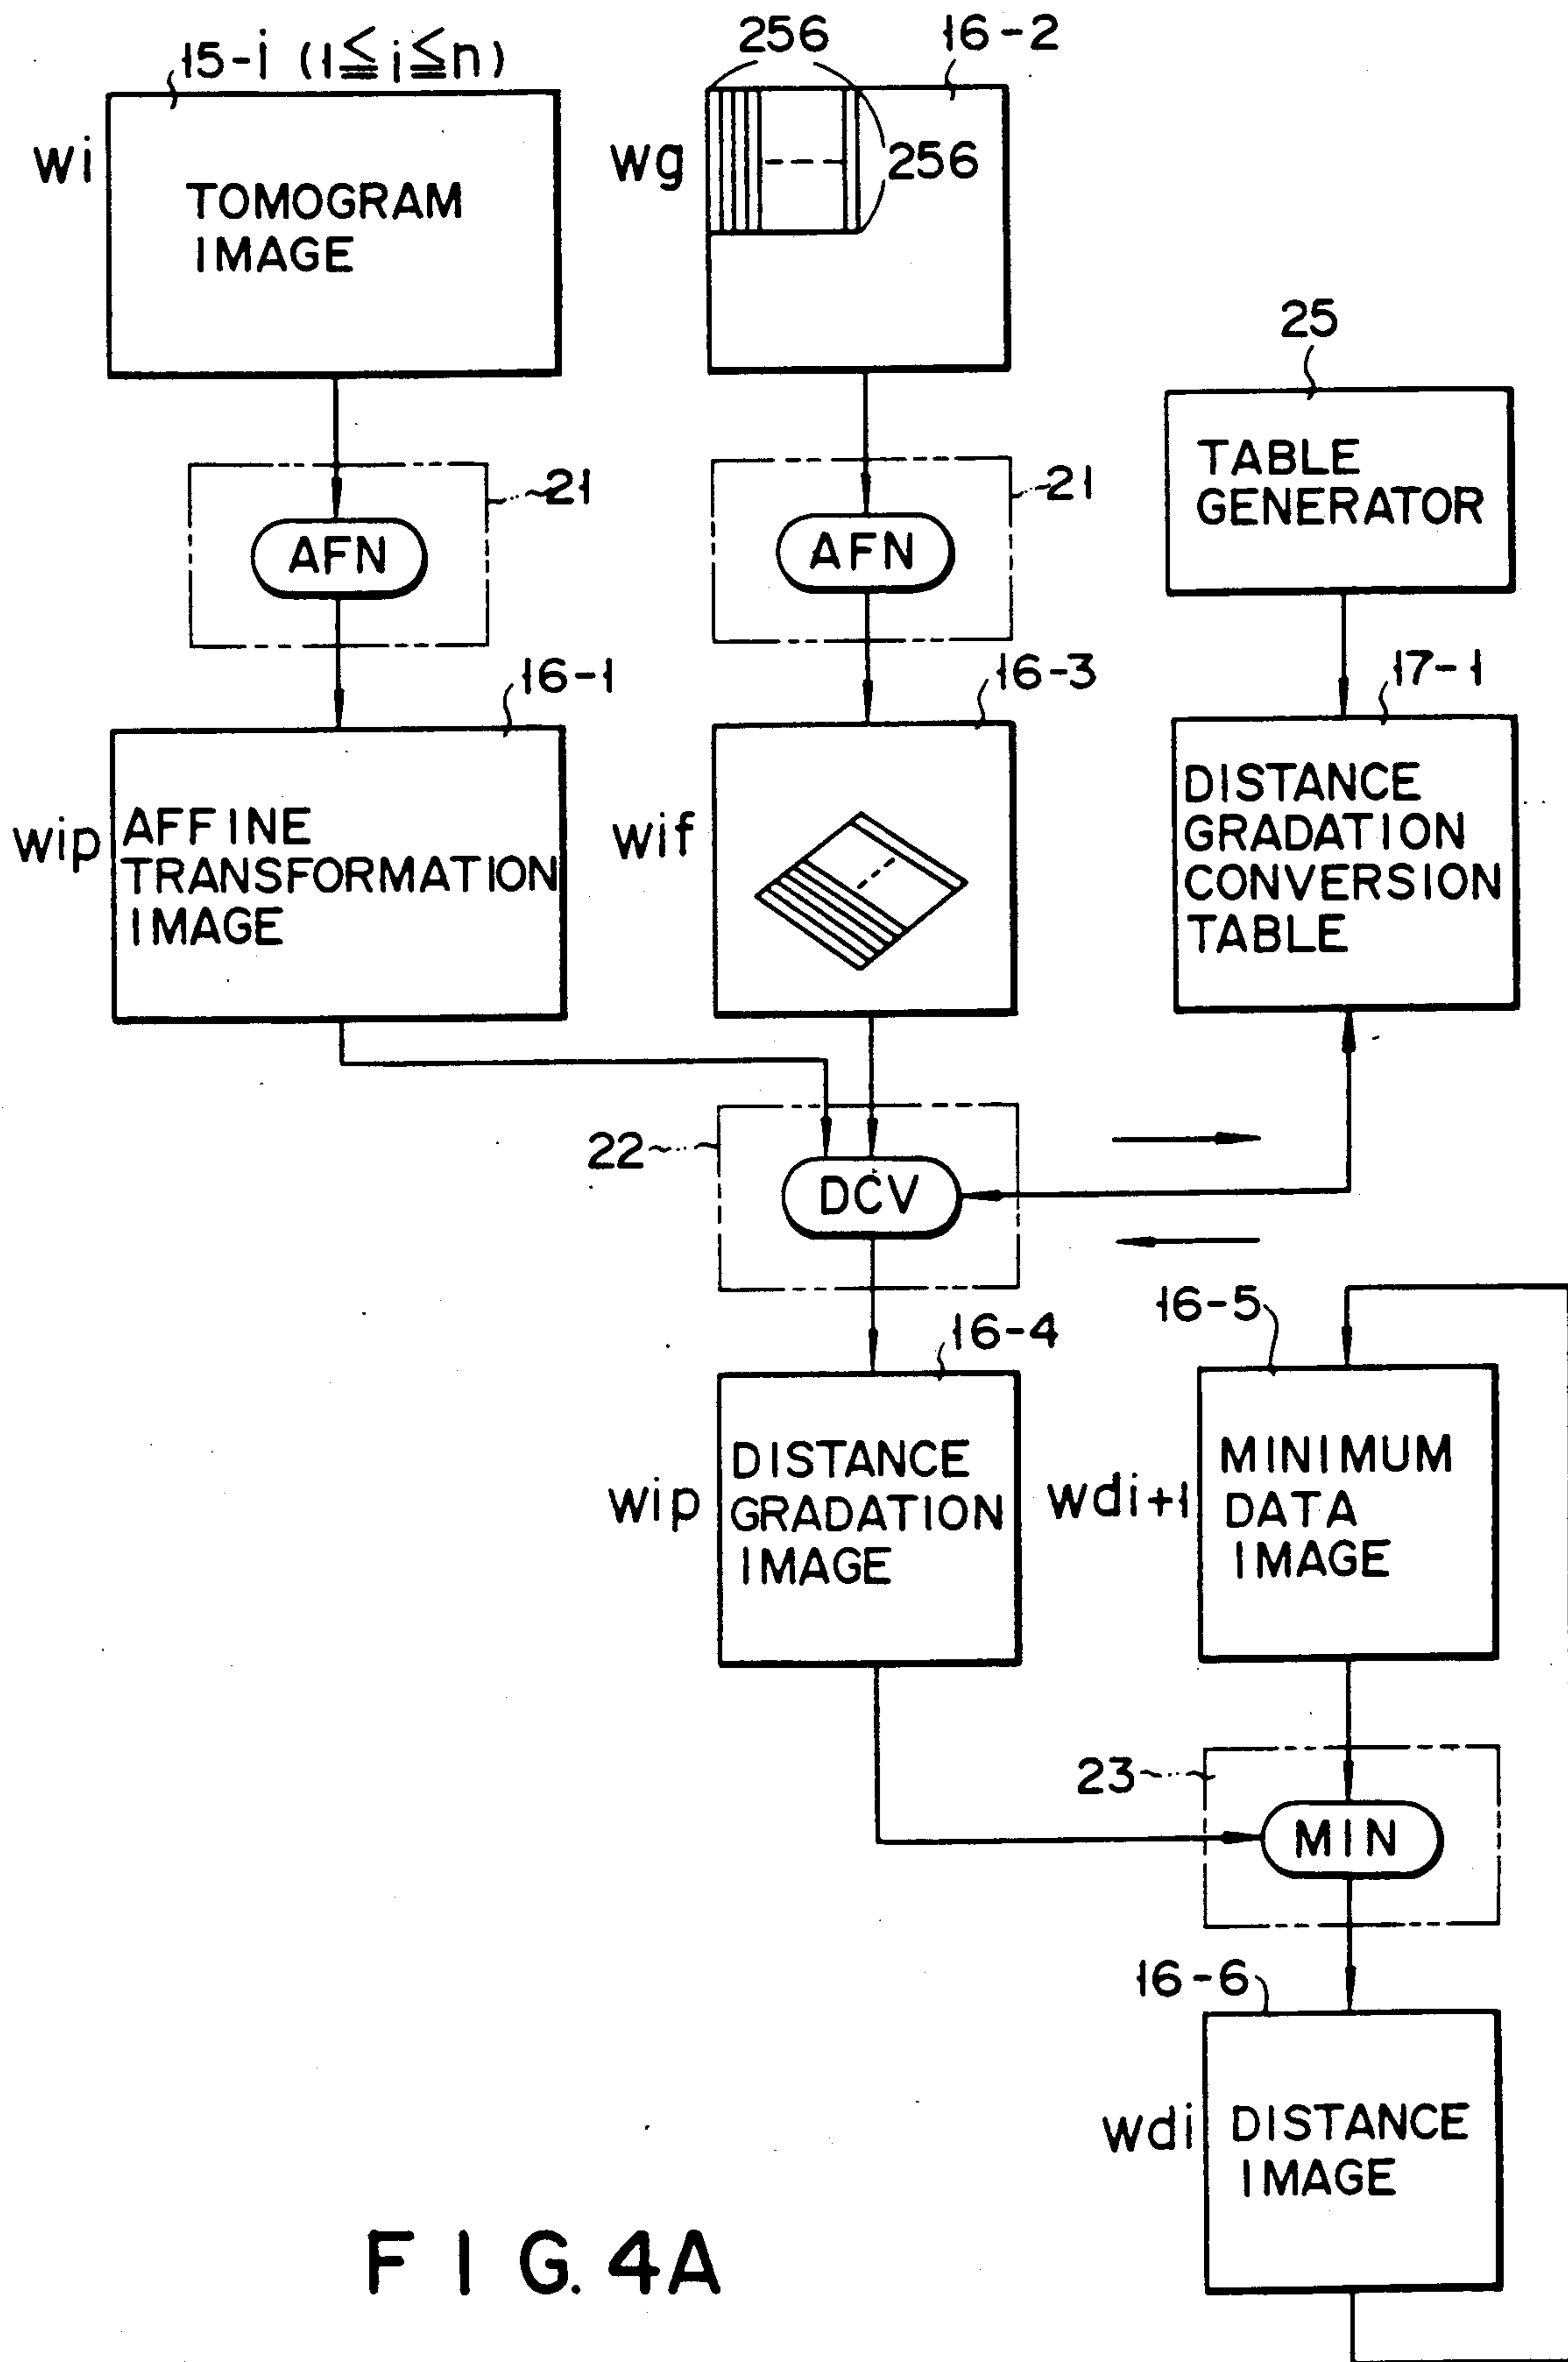 15-i (1≦i≦n)
256
16-2
wi
TOMOGRAM
IMAGE
wg
256
25
TABLE
GENERATOR
21
AFN
21
AFN
16-1
16-3
17-1
wip
AFFINE
TRANSFORMATION
IMAGE
wif
DISTANCE
GRADATION
CONVERSION
TABLE
22
DCV
16-4
16-5
wip
DISTANCE
GRADATION
IMAGE
wdi+1
MINIMUM
DATA
IMAGE
23
MIN
16-6
wdi
DISTANCE
IMAGE
FIG. 4A